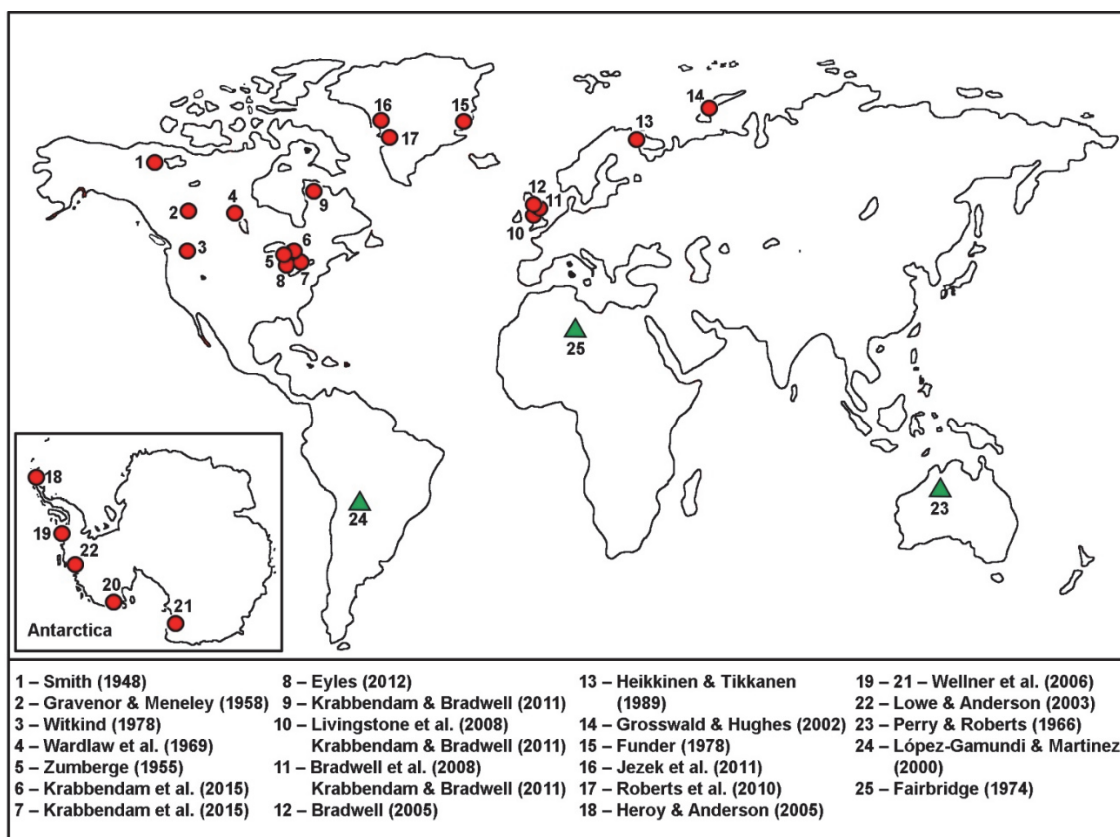 16
15
14
17
13
1
12
11
2
4
9
10
3
6
5
7
8
25
18
24
23
19
22
20
21
Antarctica
1 – Smith (1948)
2 – Gravenor & Meneley (1958)
3 – Witkind (1978)
4 – Wardlaw et al. (1969)
5 – Zumberge (1955)
6 – Krabbendam et al. (2015)
7 – Krabbendam et al. (2015)
8 – Eyles (2012)
9 – Krabbendam & Bradwell (2011)
10 – Livingstone et al. (2008)
Krabbendam & Bradwell (2011)
11 – Bradwell et al. (2008)
Krabbendam & Bradwell (2011)
12 – Bradwell (2005)
13 – Heikkinen & Tikkanen
(1989)
14 – Grosswald & Hughes (2002)
15 – Funder (1978)
16 – Jezek et al. (2011)
17 – Roberts et al. (2010)
18 – Heroy & Anderson (2005)
19 – 21 – Wellner et al. (2006)
22 – Lowe & Anderson (2003)
23 – Perry & Roberts (1966)
24 – López-Gamundi & Martinez
(2000)
25 – Fairbridge (1974)